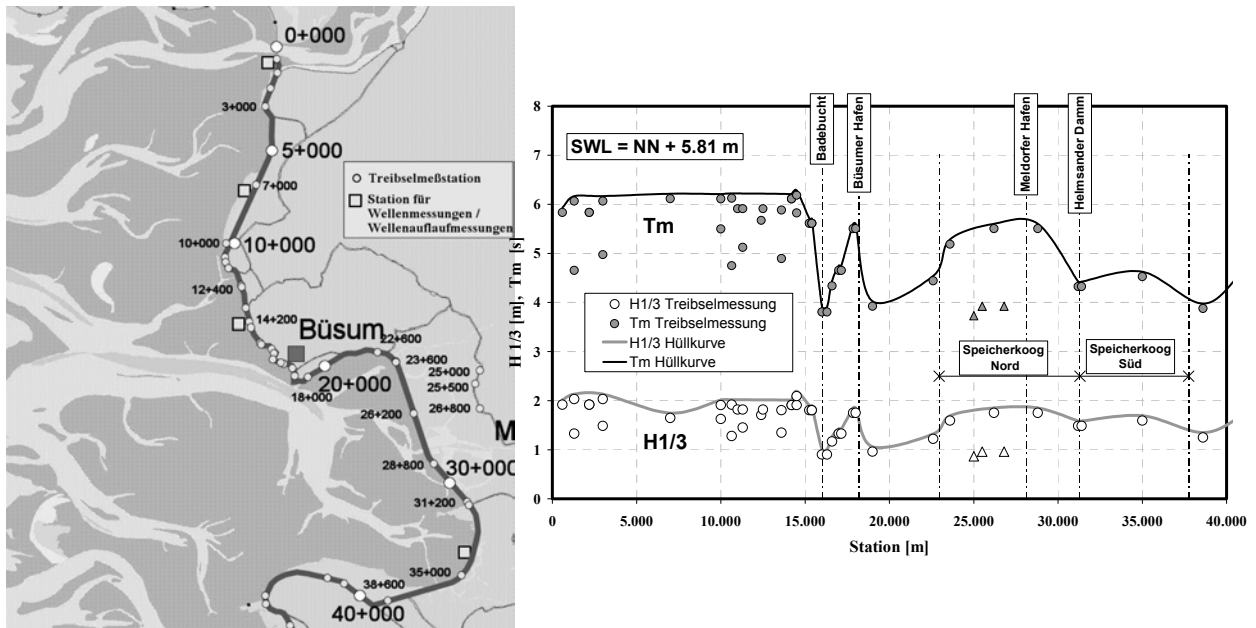 0+000
3+000
5+000
Treibselmeßstation
7+000
Station für
Wellenmessungen /
Wellenauflaufmessungen
10+000
10+000
12+400
14+200
Büsum
22+600
23+600
25+000
20+000
25+500
18+000
26+800
26+200
M
28+800
30+000
31+200
35+000
38+600
40+000
Badebucht
Büsumer Hafen
Meldorfer Hafen
Helmsander Damm
SWL = NN + 5.81 m
Tm
H1/3 Treibselmessung
Tm Treibselmessung
H1/3 Hüllkurve
Tm Hüllkurve
Speicherkoog
Nord
Speicherkoog
Süd
H1/3
H1/3 [m], Tm [s]
8
7
6
5
4
3
2
1
0
0
5.000
10.000
15.000
20.000
25.000
30.000
35.000
40.000
Station [m]